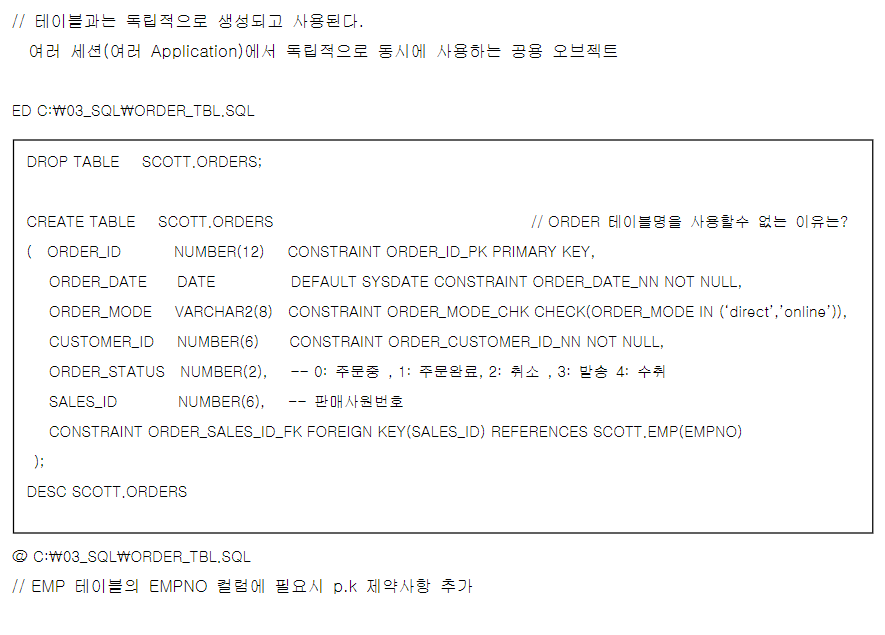 // 테이블과는 독립적으로 생성되고 사용된다.
여러 세션(여러 Application)에서 독립적으로 동시에 사용하는 공용 오브젝트
ED C:₩03_SQL₩ORDER_TBL.SQL
DROP TABLE SCOTT.ORDERS;
CREATE TABLE SCOTT.ORDERS // ORDER 테이블명을 사용할수 없는 이유는?
( ORDER_ID NUMBER(12) CONSTRAINT ORDER_ID_PK PRIMARY KEY,
ORDER_DATE DATE DEFAULT SYSDATE CONSTRAINT ORDER_DATE_NN NOT NULL,
ORDER_MODE VARCHAR2(8) CONSTRAINT ORDER_MODE_CHK CHECK(ORDER_MODE IN (‘direct’,’online’)),
CUSTOMER_ID NUMBER(6) CONSTRAINT ORDER_CUSTOMER_ID_NN NOT NULL,
ORDER_STATUS NUMBER(2), -- 0: 주문중 , 1: 주문완료, 2: 취소 , 3: 발송 4: 수취
SALES_ID NUMBER(6), -- 판매사원번호
CONSTRAINT ORDER_SALES_ID_FK FOREIGN KEY(SALES_ID) REFERENCES SCOTT.EMP(EMPNO)
);
DESC SCOTT.ORDERS
@ C:₩03_SQL₩ORDER_TBL.SQL
// EMP 테이블의 EMPNO 컬럼에 필요시 p.k 제약사항 추가